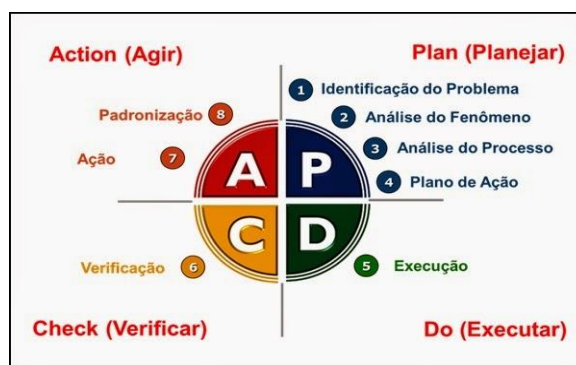 Action (Agir)
Plan (Planejar)
1 Identificação do Problema
2 Análise do Fenômeno
3 Análise do Processo
4 Plano de Ação
Padronização 8
Ação 7
A P
C D
Verificação 6
5 Execução
Check (Verificar)
Do (Executar)